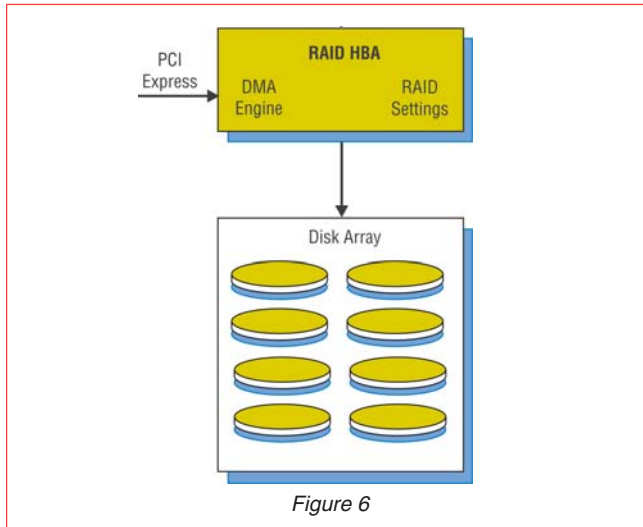 PCI
Express
RAID HBA
DMA
Engine
RAID
Settings
Disk Array
Figure 6